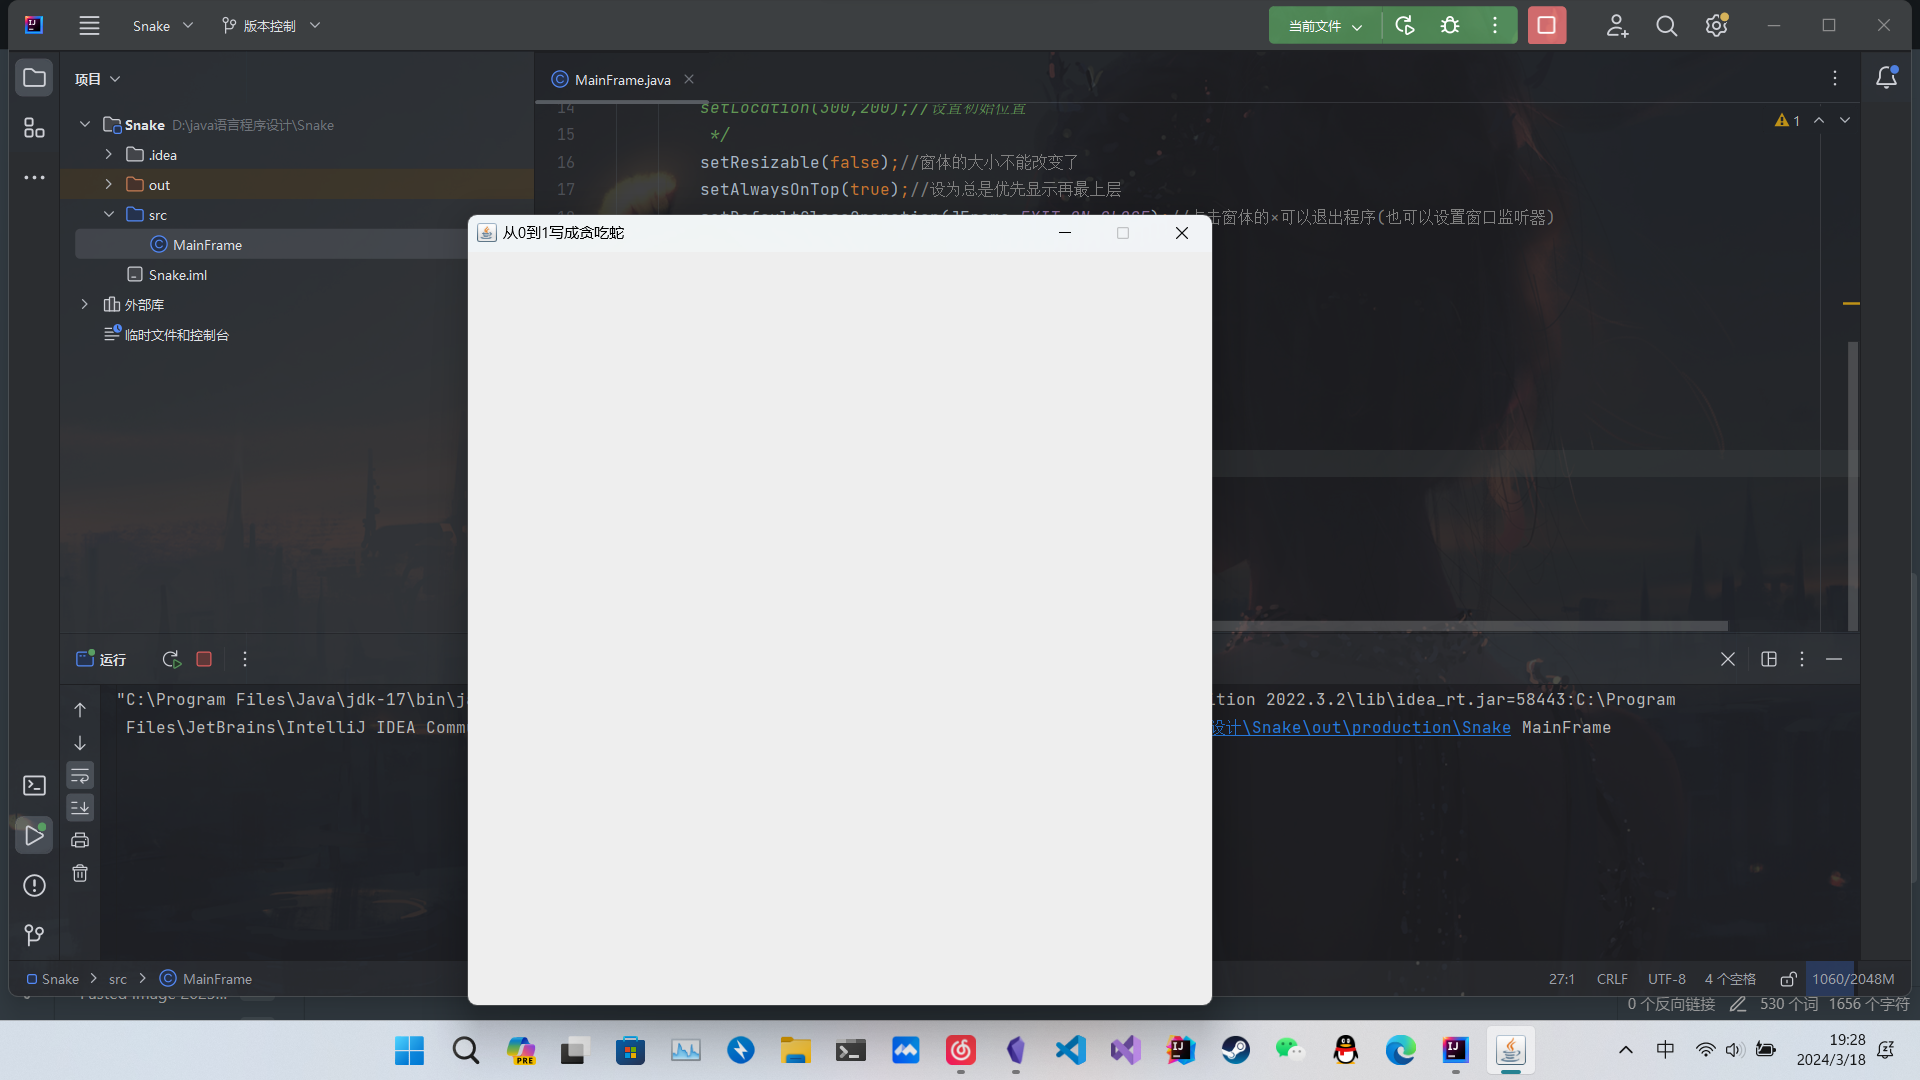 Snake
版本控制
当前文件
项目
MainFrame.java
Snake D:\java语言程序设计\Snake
.idea
out
src
MainFrame
Snake.iml
外部库
临时文件和控制台
14 setLocation(300,200);//设置初始位置
15 */
16 setResizable(false);//窗体的大小不能改变了
17 setAlwaysOnTop(true);//设为总是优先显示再最上层
击窗体的×可以退出程序(也可以设置窗口监听器)
1
从0到1写成贪吃蛇
运行
"C:\Program Files\Java\jdk-17\bin\j
ition 2022.3.2\lib\idea_rt.jar=58443:C:\Program
Files\JetBrains\IntelliJ IDEA Comm
设计\Snake\out\production\Snake MainFrame
Snake
src
MainFrame
27:1
CRLF
UTF-8
4 个空格
1060/2048M
0 个反向链接
530 个词
1656 个字符
PRE
中
19:28
2024/3/18